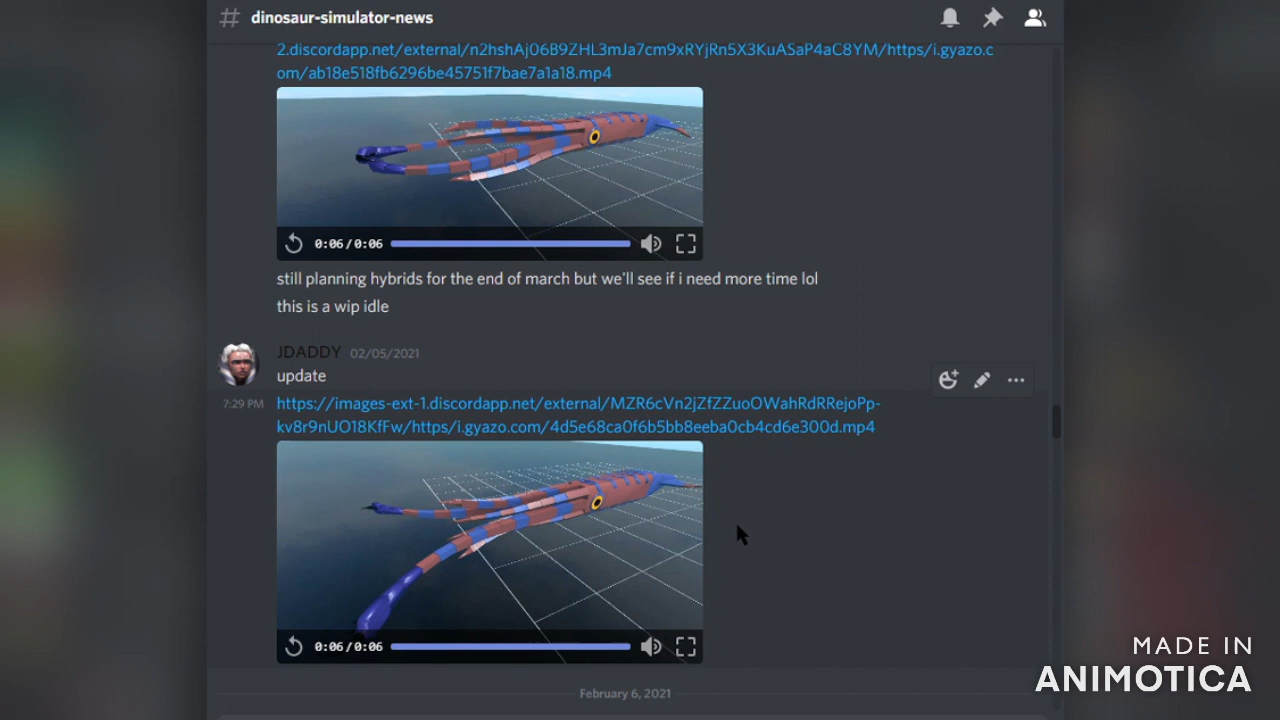 # dinosaur-simulator-news
2.discordapp.net/external/n2hshAj06B9ZHL3mJa7cm9xRYjRn5X3KuASaP4aC8YM/https/i.gyazo.c
om/ab18e518fb6296be45751f7bae7a1a18.mp4
0:06/0:06
still planning hybrids for the end of march but we'll see if i need more time lol
this is a wip idle
JDADDY 02/05/2021
update
7:29 PM https://images-ext-1.discordapp.net/external/MZR6cVn2jZfZZuoOWahRdRRejoPp-
kv8r9nUO18KfFw/https/i.gyazo.com/4d5e68ca0f6b5bb8eeba0cb4cd6e300d.mp4
0:06/0:06
MADE IN
ANIMOTICA
February 6, 2021